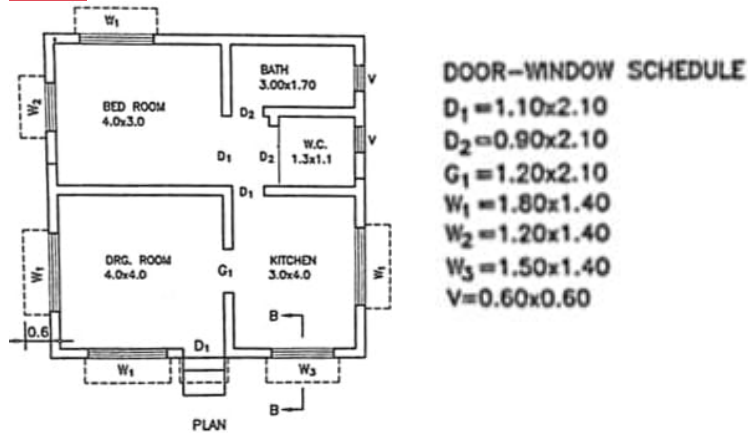 W₁
BATH
3.00x1.70
V
BED ROOM
4.0x3.0
W₂
D₂
W.C.
1.3x1.1
V
D₁
D₂
D₁
DRG. ROOM
4.0x4.0
G₁
KITCHEN
3.0x4.0
W₁
W₁
B
0.6
D₁
W₁
W₃
B
PLAN
DOOR-WINDOW SCHEDULE
D₁=1.10x2.10
D₂=0.90x2.10
G₁=1.20x2.10
W₁=1.80x1.40
W₂=1.20x1.40
W₃=1.50x1.40
V=0.60x0.60